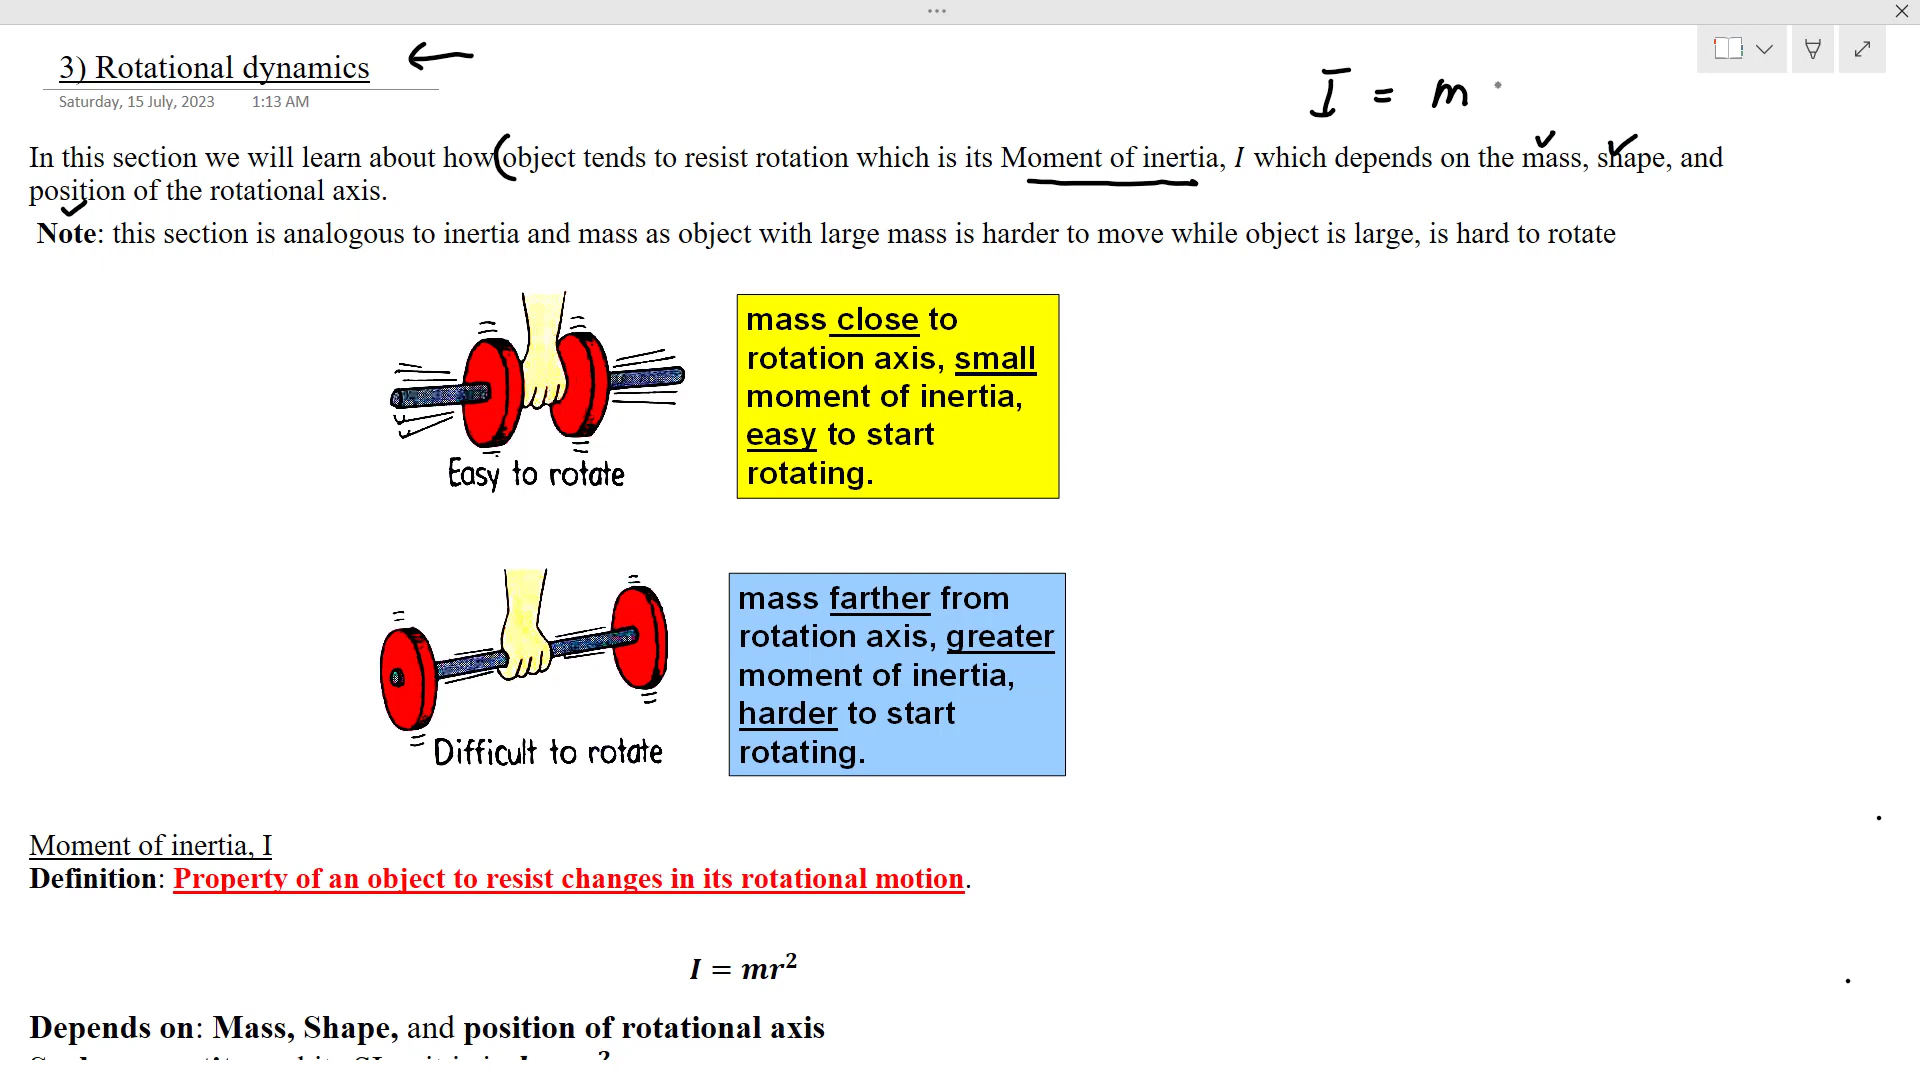 3) Rotational dynamics
Saturday, 15 July, 2023 1:13 AM
I = m
In this section we will learn about how object tends to resist rotation which is its Moment of inertia, I which depends on the mass, shape, and
position of the rotational axis.
Note: this section is analogous to inertia and mass as object with large mass is harder to move while object is large, is hard to rotate
mass close to
rotation axis, small
moment of inertia,
easy to start
rotating.
Easy to rotate
mass farther from
rotation axis, greater
moment of inertia,
harder to start
rotating.
Difficult to rotate
Moment of inertia, I
Definition: Property of an object to resist changes in its rotational motion.
I = mr²
Depends on: Mass, Shape, and position of rotational axis